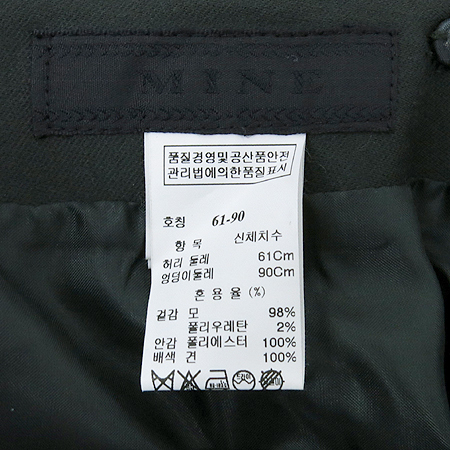 MINE
품질경영및공산품안전
관리법에의한품질표시
호칭 61-90
항 목 신체치수
허리 둘레 61Cm
엉덩이둘레 90Cm
혼 용 율 (%)
겉감 모 98%
폴리우레탄 2%
안감 폴리에스터 100%
배색 견 100%